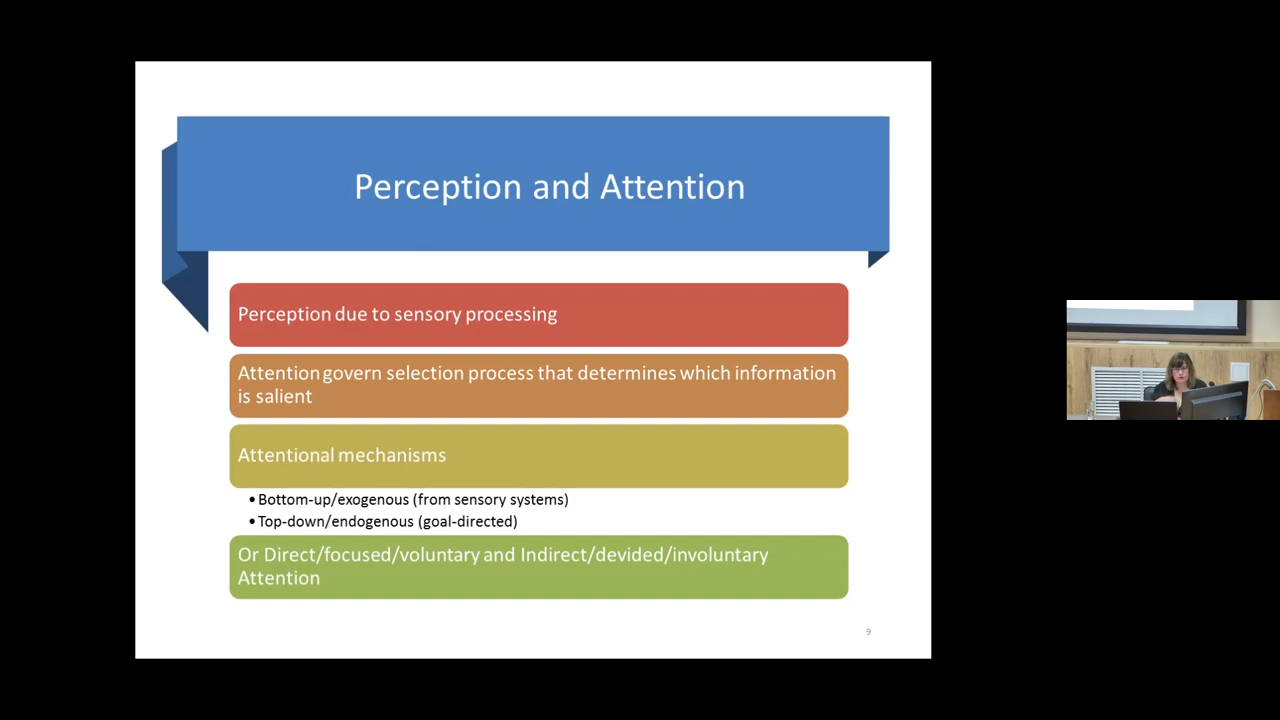 Perception and Attention
Perception due to sensory processing
Attention govern selection process that determines which information
is salient
Attentional mechanisms
•Bottom-up/exogenous (from sensory systems)
•Top-down/endogenous (goal-directed)
Or Direct/focused/voluntary and Indirect/devided/involuntary
Attention
9